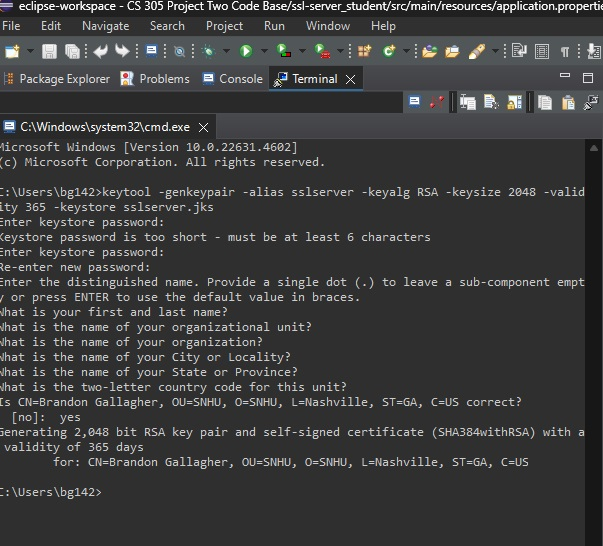 eclipse-workspace - CS 305 Project Two Code Base/ssl-server_student/src/main/resources/application.propertie
File Edit Navigate Search Project Run Window Help
Package Explorer Problems Console Terminal
C:\Windows\system32\cmd.exe
Microsoft Windows [Version 10.0.22631.4602]
(c) Microsoft Corporation. All rights reserved.
C:\Users\bg142>keytool -genkeypair -alias sslserver -keyalg RSA -keysize 2048 -valid
ity 365 -keystore sslserver.jks
Enter keystore password:
Keystore password is too short - must be at least 6 characters
Enter keystore password:
Re-enter new password:
Enter the distinguished name. Provide a single dot (.) to leave a sub-component empt
y or press ENTER to use the default value in braces.
What is your first and last name?
What is the name of your organizational unit?
What is the name of your organization?
What is the name of your City or Locality?
What is the name of your State or Province?
What is the two-letter country code for this unit?
Is CN=Brandon Gallagher, OU=SNHU, O=SNHU, L=Nashville, ST=GA, C=US correct?
[no]: yes
Generating 2,048 bit RSA key pair and self-signed certificate (SHA384withRSA) with a
validity of 365 days
for: CN=Brandon Gallagher, OU=SNHU, O=SNHU, L=Nashville, ST=GA, C=US
C:\Users\bg142>